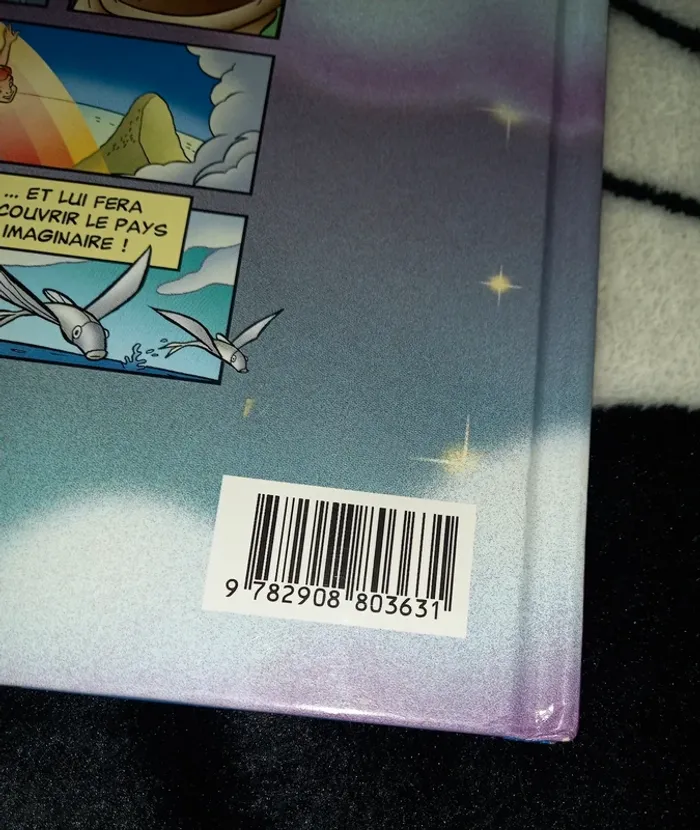 ... ET LUI FERA
COUVRIR LE PAYS
IMAGINAIRE !
9 782908 803631